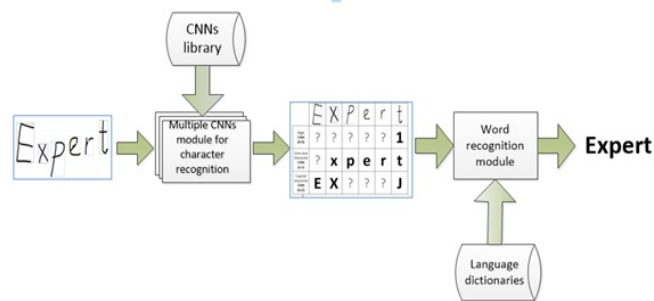 CNNs
library
Expert
Multiple CNNs
module for
character
recognition
E X p e r t
? ? ? ? ? 1
? x p e r t
E X ? ? ? J
Word
recognition
module
Expert
Language
dictionaries